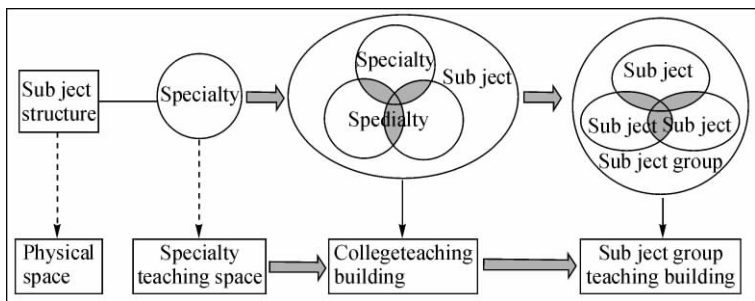 Sub ject
structure
Specialty
Specialty
Spedialty
Sub ject
Sub ject
Sub ject
Sub ject
Sub ject group
Physical
space
Specialty
teaching space
Collegeteaching
building
Sub ject group
teaching building